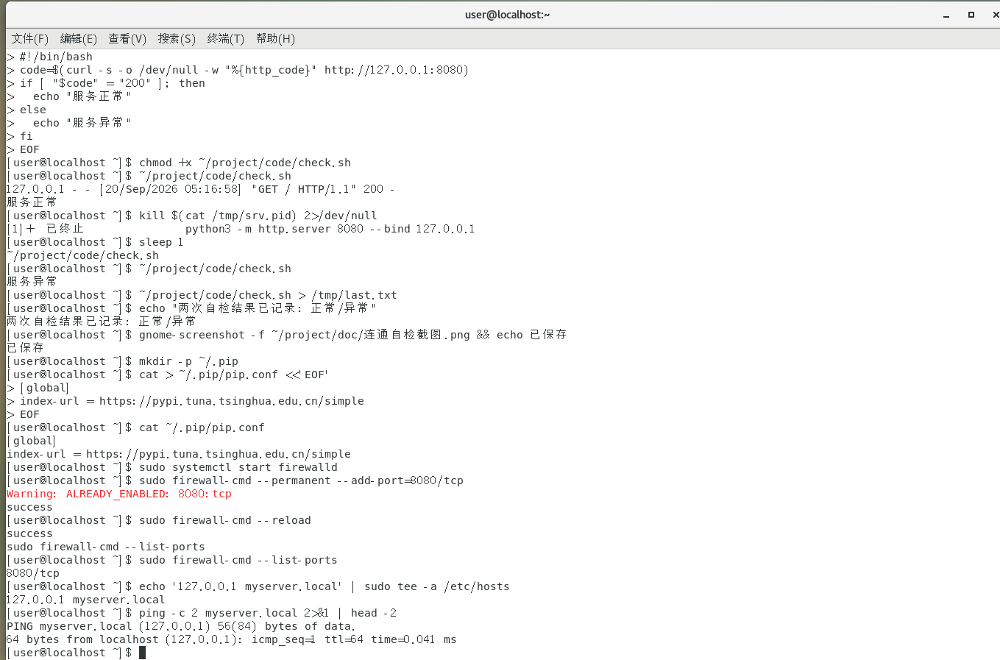 user@localhost:~
文件(F) 编辑(E) 查看(V) 搜索(S) 终端(T) 帮助(H)
> #!/bin/bash
> code=$(curl -s -o /dev/null -w "%{http_code}" http://127.0.0.1:8080)
> if [ "$code" = "200" ]; then
>   echo "服务正常"
> else
>   echo "服务异常"
> fi
> EOF
[user@localhost ~]$ chmod +x ~/project/code/check.sh
[user@localhost ~]$ ~/project/code/check.sh
127.0.0.1 - - [20/Sep/2026 05:16:58] "GET / HTTP/1.1" 200 -
服务正常
[user@localhost ~]$ kill $(cat /tmp/srv.pid) 2>/dev/null
[1]+  已终止               python3 -m http.server 8080 --bind 127.0.0.1
[user@localhost ~]$ sleep 1
~/project/code/check.sh
[user@localhost ~]$ ~/project/code/check.sh
服务异常
[user@localhost ~]$ ~/project/code/check.sh > /tmp/last.txt
[user@localhost ~]$ echo "两次自检结果已记录: 正常/异常"
两次自检结果已记录: 正常/异常
[user@localhost ~]$ gnome-screenshot -f ~/project/doc/连通自检截图.png && echo 已保存
已保存
[user@localhost ~]$ mkdir -p ~/.pip
[user@localhost ~]$ cat > ~/.pip/pip.conf <<'EOF'
> [global]
> index-url = https://pypi.tuna.tsinghua.edu.cn/simple
> EOF
[user@localhost ~]$ cat ~/.pip/pip.conf
[global]
index-url = https://pypi.tuna.tsinghua.edu.cn/simple
[user@localhost ~]$ sudo systemctl start firewalld
[user@localhost ~]$ sudo firewall-cmd --permanent --add-port=8080/tcp
Warning: ALREADY_ENABLED: 8080:tcp
success
[user@localhost ~]$ sudo firewall-cmd --reload
success
sudo firewall-cmd --list-ports
[user@localhost ~]$ sudo firewall-cmd --list-ports
8080/tcp
[user@localhost ~]$ echo '127.0.0.1 myserver.local' | sudo tee -a /etc/hosts
127.0.0.1 myserver.local
[user@localhost ~]$ ping -c 2 myserver.local 2>&1 | head -2
PING myserver.local (127.0.0.1) 56(84) bytes of data.
64 bytes from localhost (127.0.0.1): icmp_seq=1 ttl=64 time=0.041 ms
[user@localhost ~]$